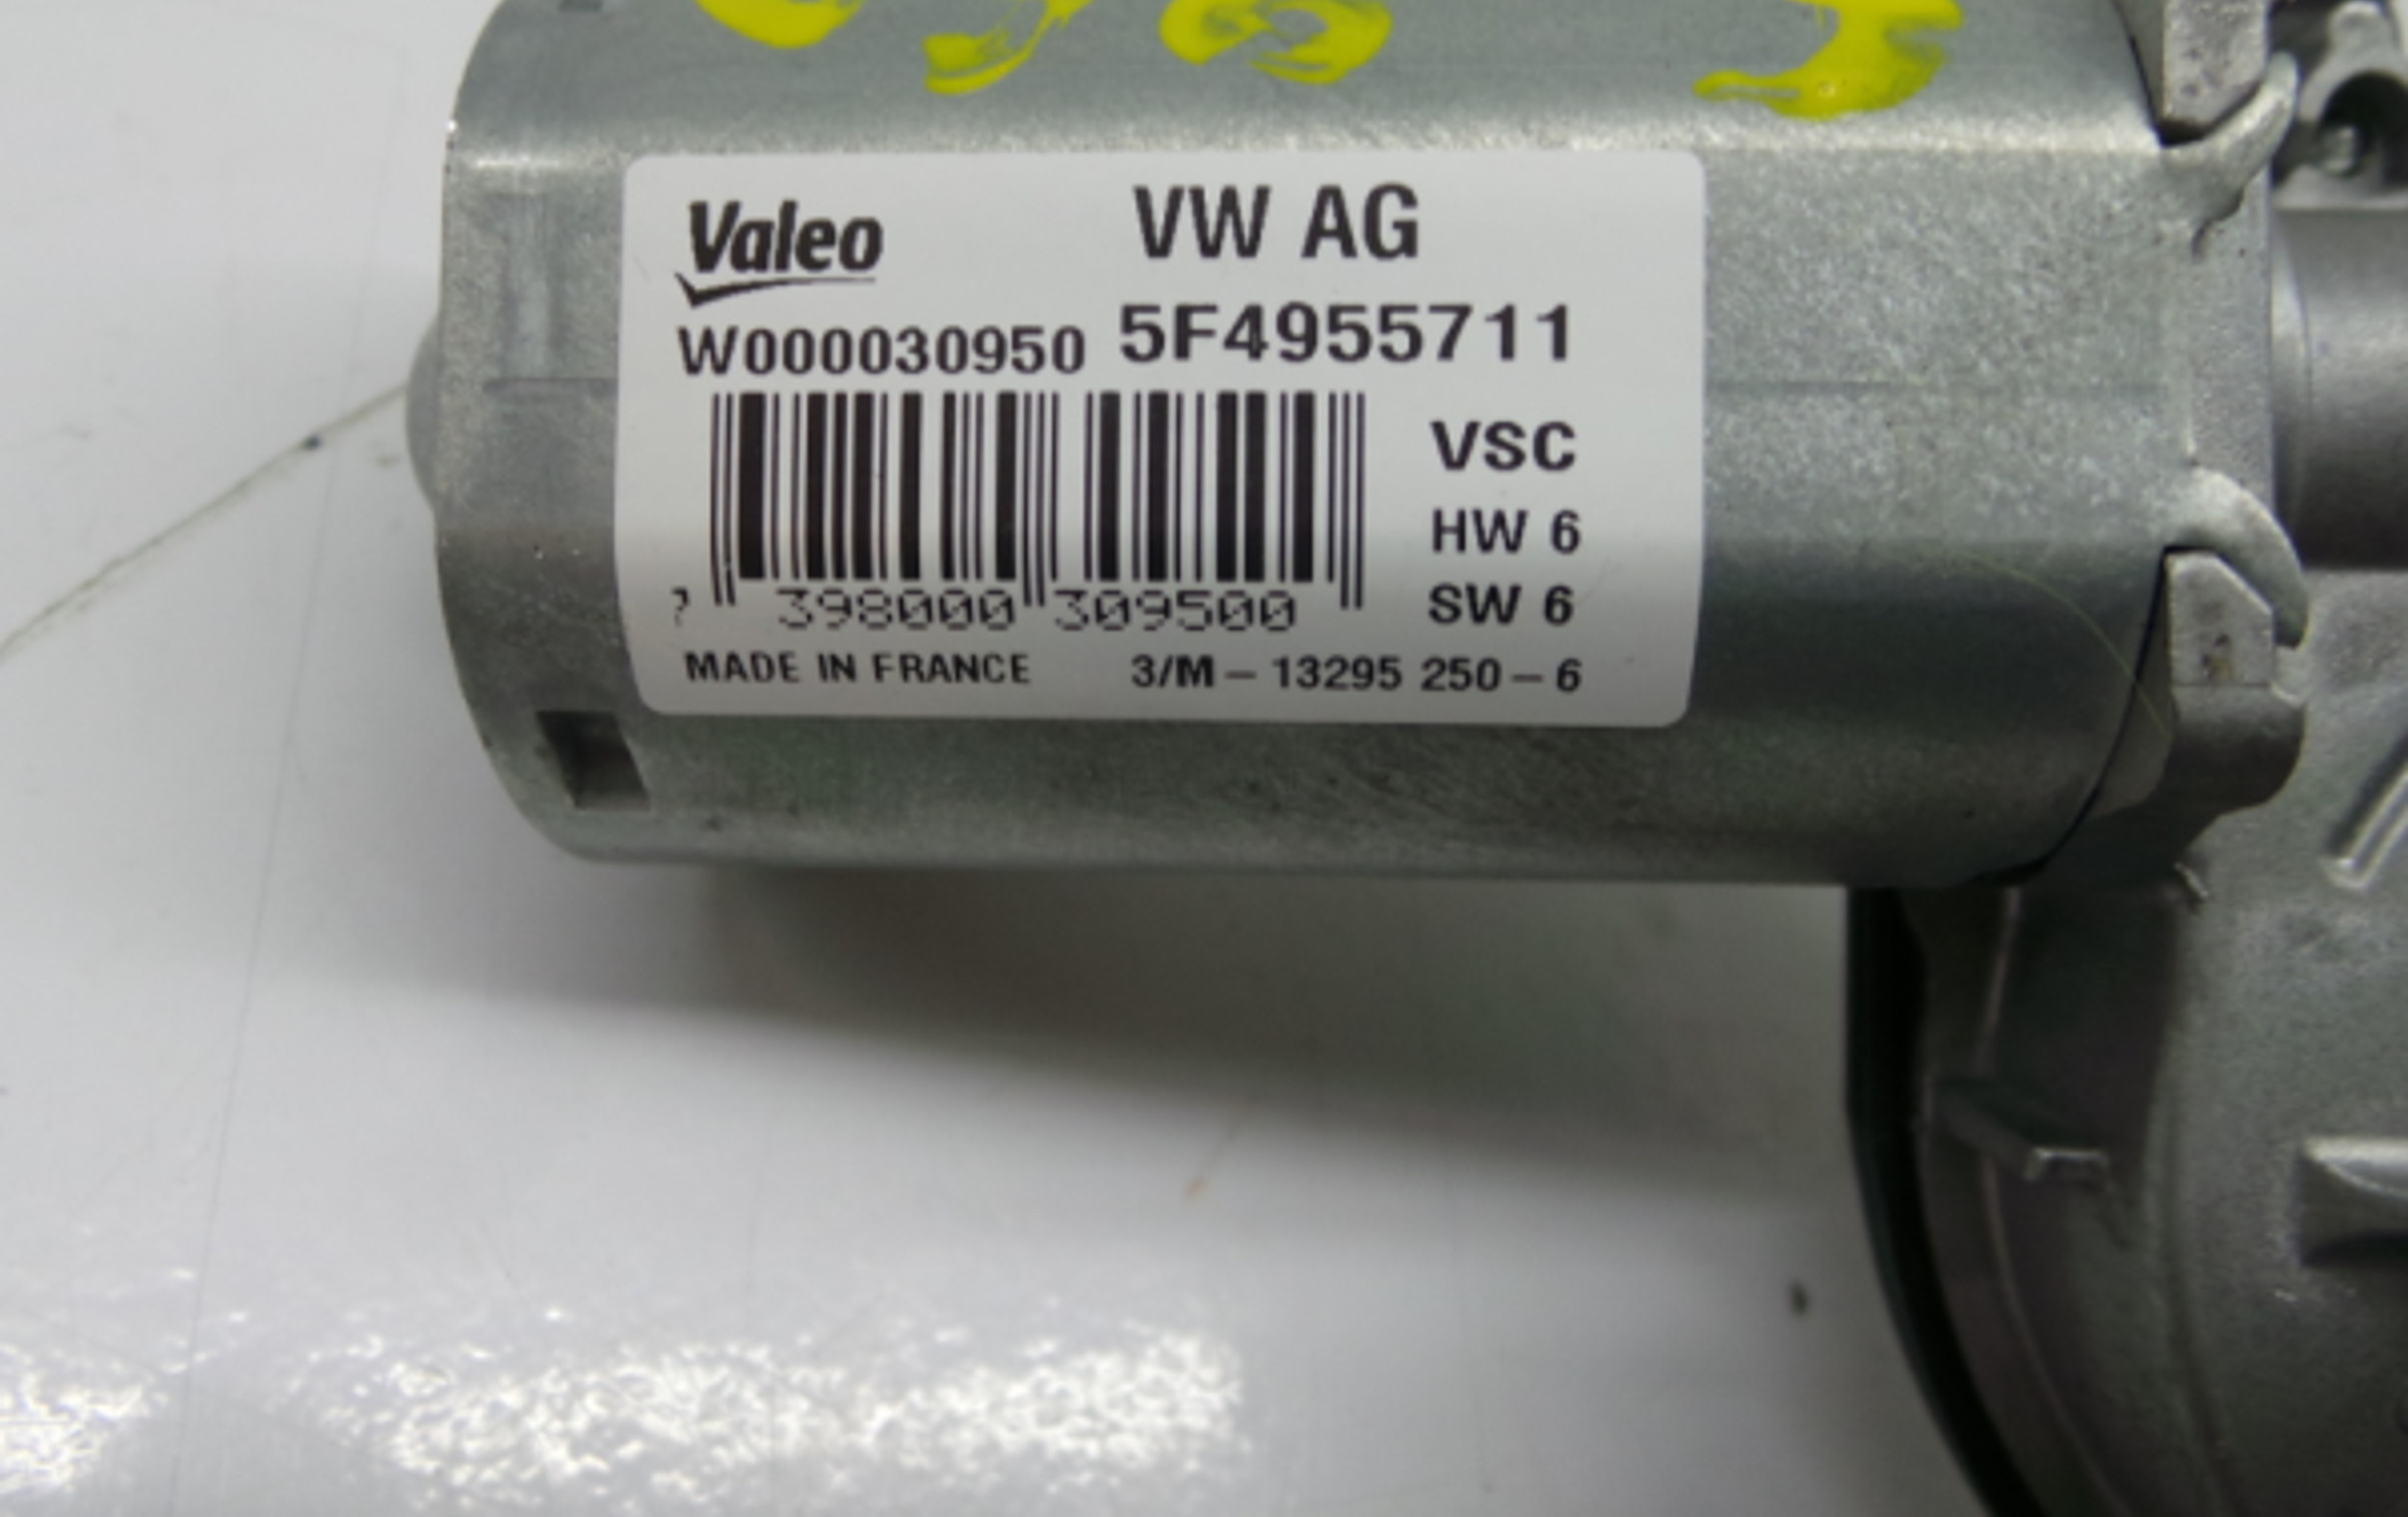 Valeo
VW AG
W000030950 5F4955711
VSC
HW 6
SW 6
398000 309500
MADE IN FRANCE 3/M – 13295 250 – 6